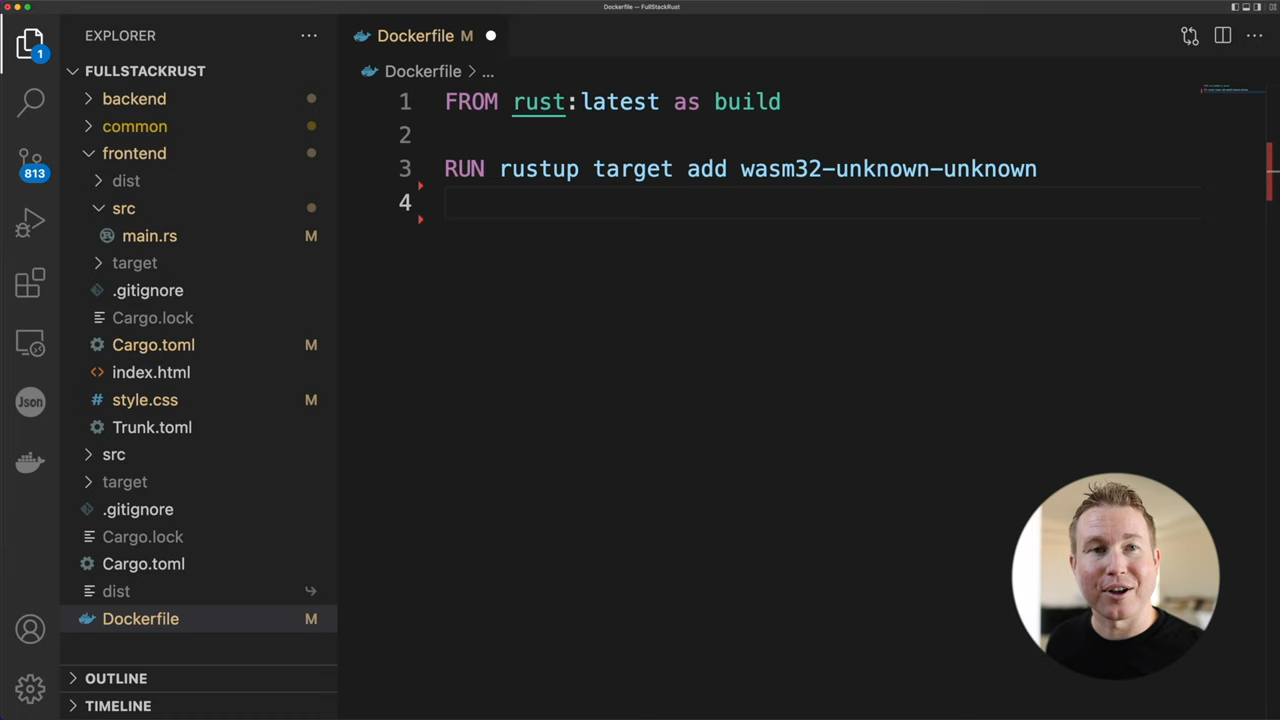 Dockerfile — FullStackRust
EXPLORER
FULLSTACKRUST
backend
common
frontend
dist
src
main.rs M
target
.gitignore
Cargo.lock
Cargo.toml M
index.html
style.css M
Trunk.toml
src
target
.gitignore
Cargo.lock
Cargo.toml
dist
Dockerfile M
OUTLINE
TIMELINE
1
813
Json
Dockerfile M
Dockerfile > ...
1 FROM rust:latest as build
2
3 RUN rustup target add wasm32-unknown-unknown
4